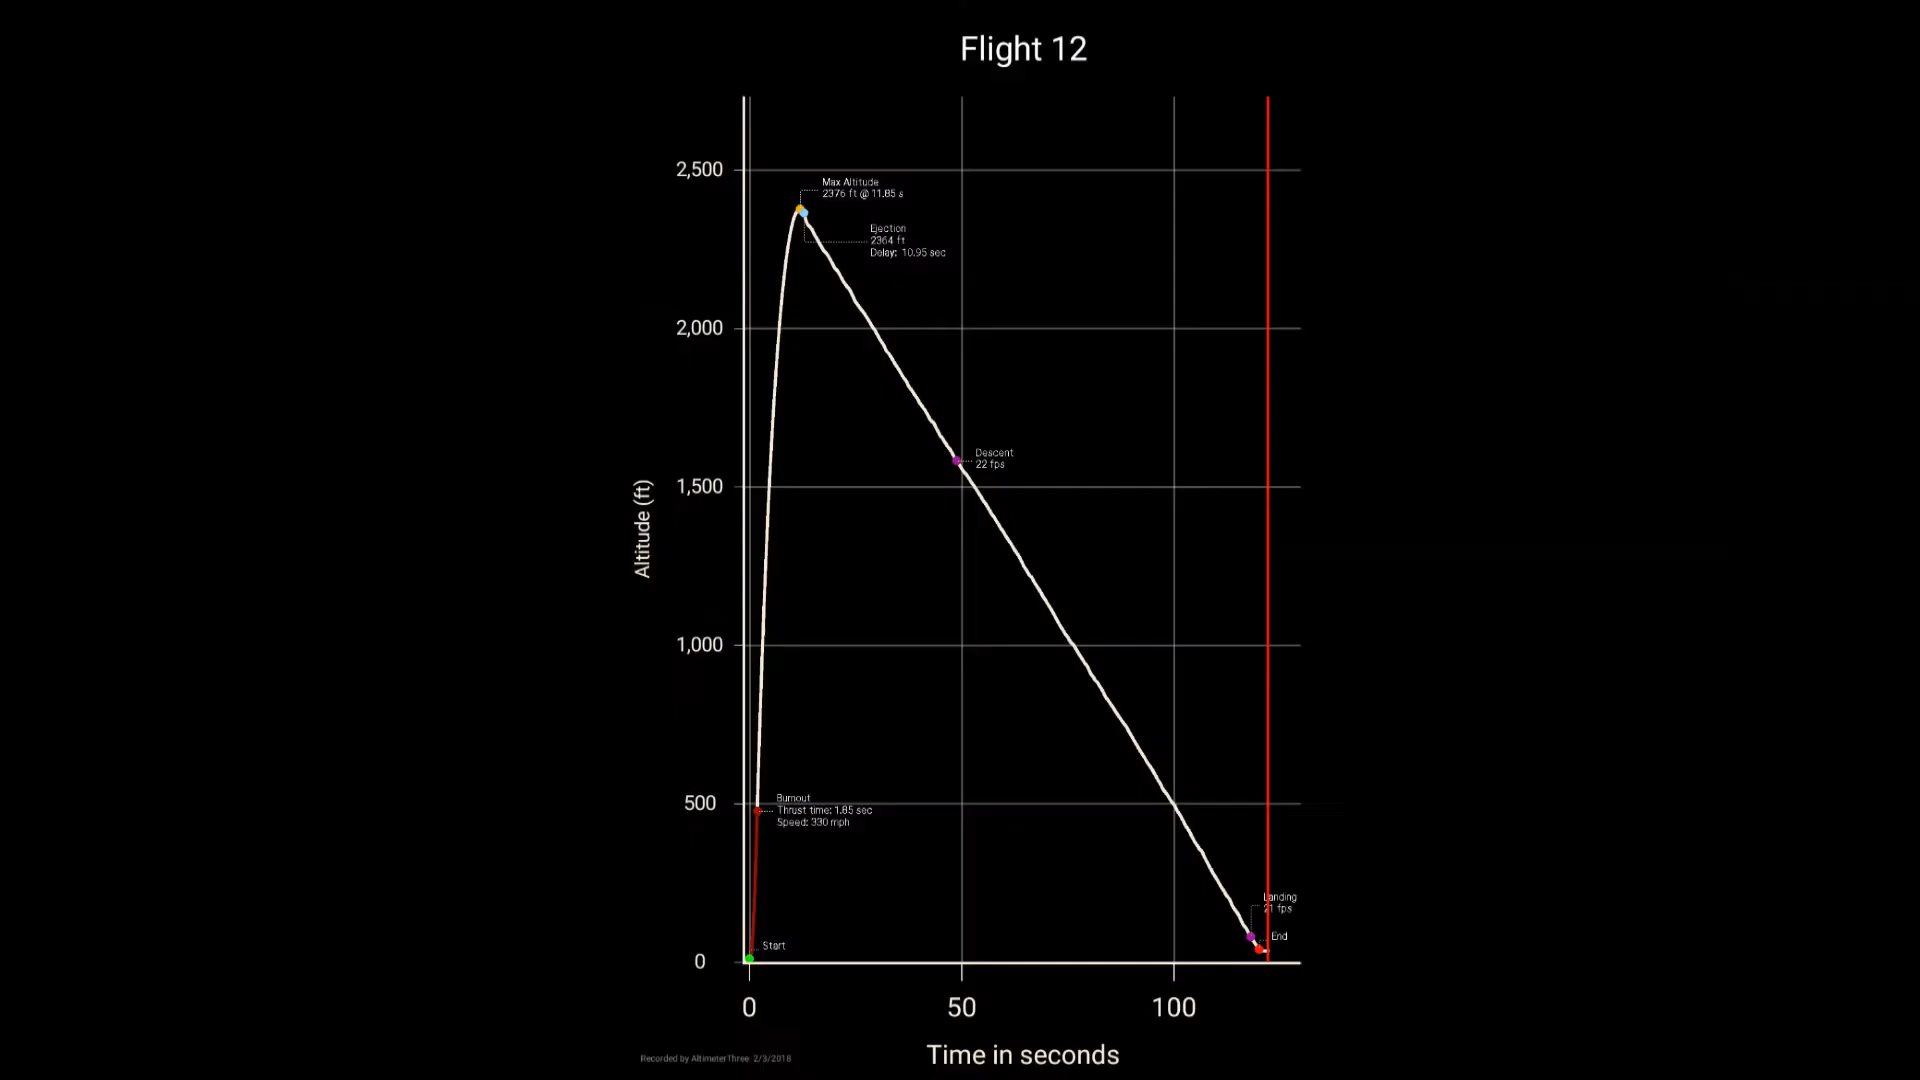 Flight 12
2,500
Max Altitude
2376 ft @ 11.85 s
Ejection
2364 ft
Delay: 10.95 sec
2,000
Descent
22 fps
1,500
Altitude (ft)
1,000
500
Burnout
Thrust time: 1.85 sec
Speed: 330 mph
Landing
21 fps
End
Start
0
0 50 100
Time in seconds
Recorded by AltimeterThree 2/3/2018